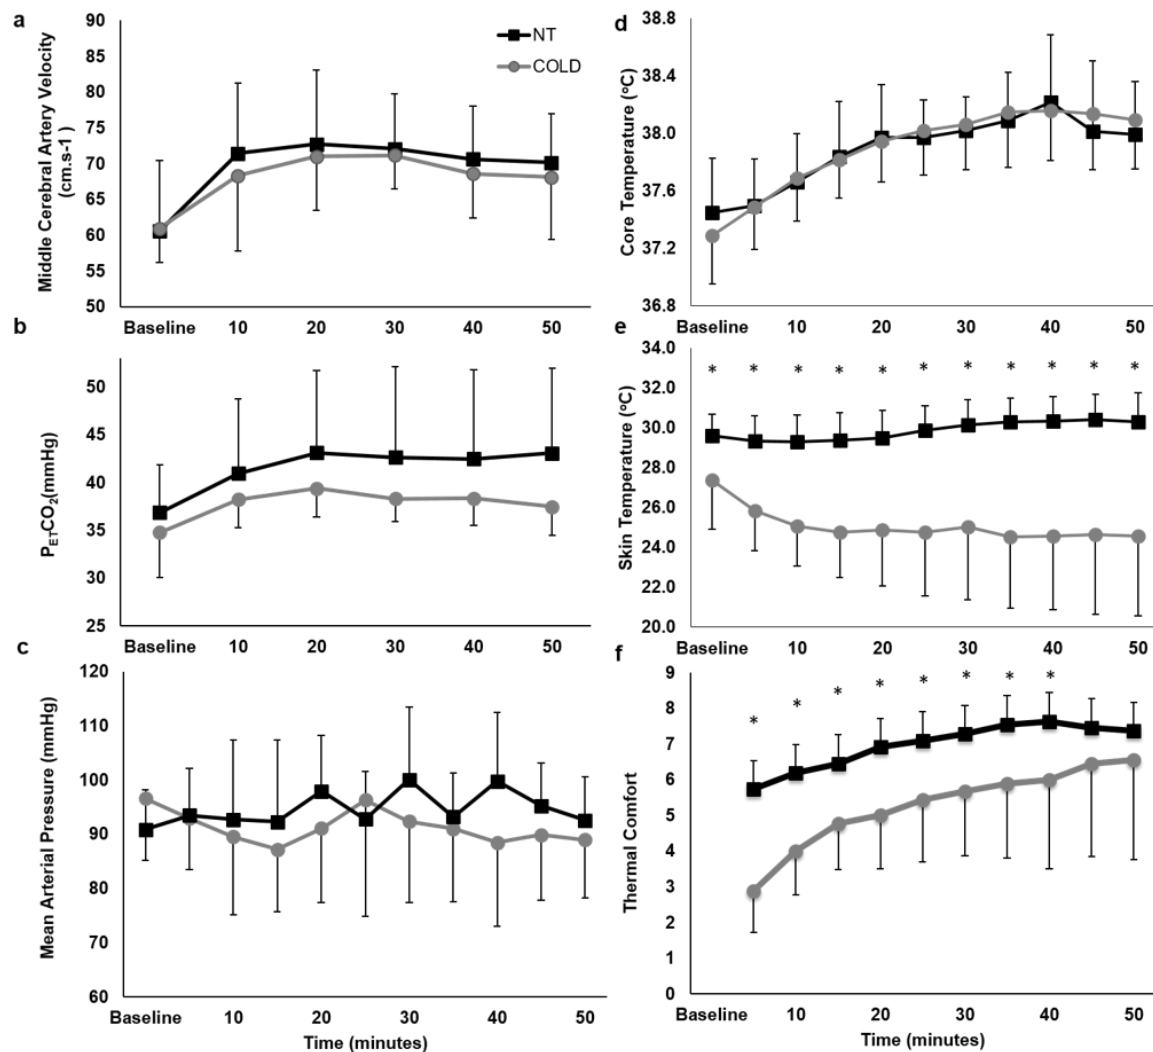 a
Middle Cerebral Artery Velocity
(cm.s-1 )
90
85
80
75
70
65
60
55
50
NT
COLD
Baseline 10 20 30 40 50
b
PETCO2(mmHg)
50
45
40
35
30
25
Baseline 10 20 30 40 50
c
Mean Arterial Pressure (mmHg)
120
110
100
90
80
70
60
Baseline 10 20 30 40 50
Time (minutes)
d
Core Temperature (°C)
38.8
38.4
38.0
37.6
37.2
36.8
Baseline 10 20 30 40 50
e
Skin Temperature (°C)
34.0
32.0
30.0
28.0
26.0
24.0
22.0
20.0
* * * * * * * * * * *
Baseline 10 20 30 40 50
f
Thermal Comfort
9
8
7
6
5
4
3
2
1
0
* * * * * * * *
Baseline 10 20 30 40 50
Time (minutes)